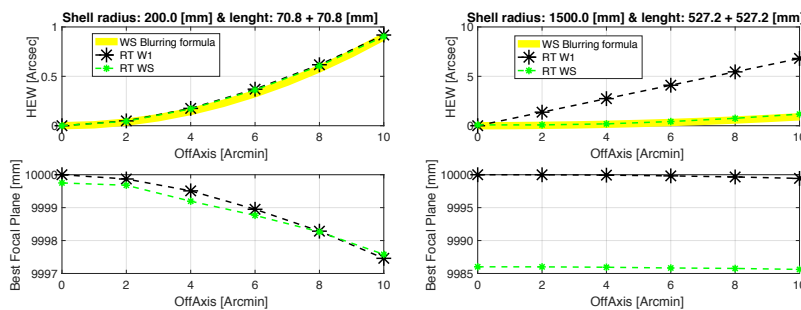 Shell radius: 200.0 [mm] & lenght: 70.8 + 70.8 [mm]
HEW [Arcsec]
1
0.5
0
WS Blurring formula
RT W1
RT WS
0 2 4 6 8 10
OffAxis [Arcmin]
Best Focal Plane [mm]
10000
9999
9998
9997
0 2 4 6 8 10
OffAxis [Arcmin]
Shell radius: 1500.0 [mm] & lenght: 527.2 + 527.2 [mm]
HEW [Arcsec]
10
5
0
WS Blurring formula
RT W1
RT WS
0 2 4 6 8 10
OffAxis [Arcmin]
Best Focal Plane [mm]
10000
9995
9990
9985
0 2 4 6 8 10
OffAxis [Arcmin]